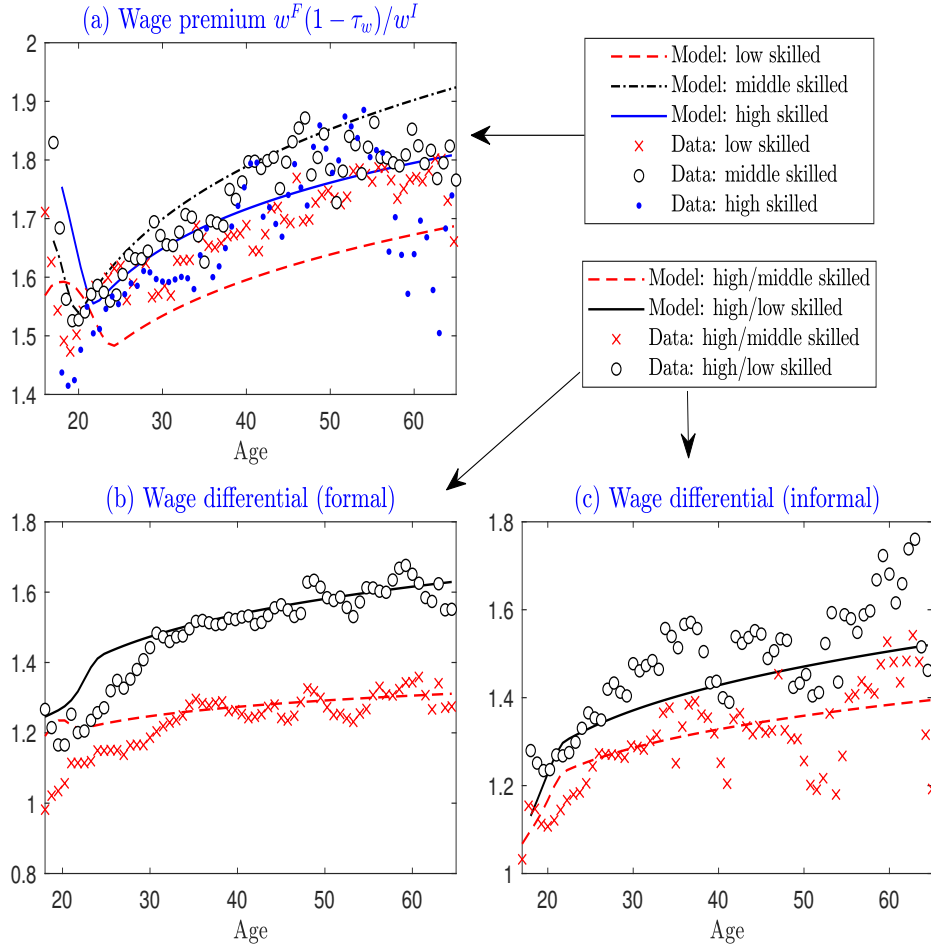 (a) Wage premium w^F(1 − τ_w)/w^I
2
1.9
1.8
1.7
1.6
1.5
1.4
20 30 40 50 60
Age
Model: low skilled
Model: middle skilled
Model: high skilled
Data: low skilled
Data: middle skilled
Data: high skilled
Model: high/middle skilled
Model: high/low skilled
Data: high/middle skilled
Data: high/low skilled
(b) Wage differential (formal)
1.8
1.6
1.4
1.2
1
0.8
20 30 40 50 60
Age
(c) Wage differential (informal)
1.8
1.6
1.4
1.2
1
20 30 40 50 60
Age